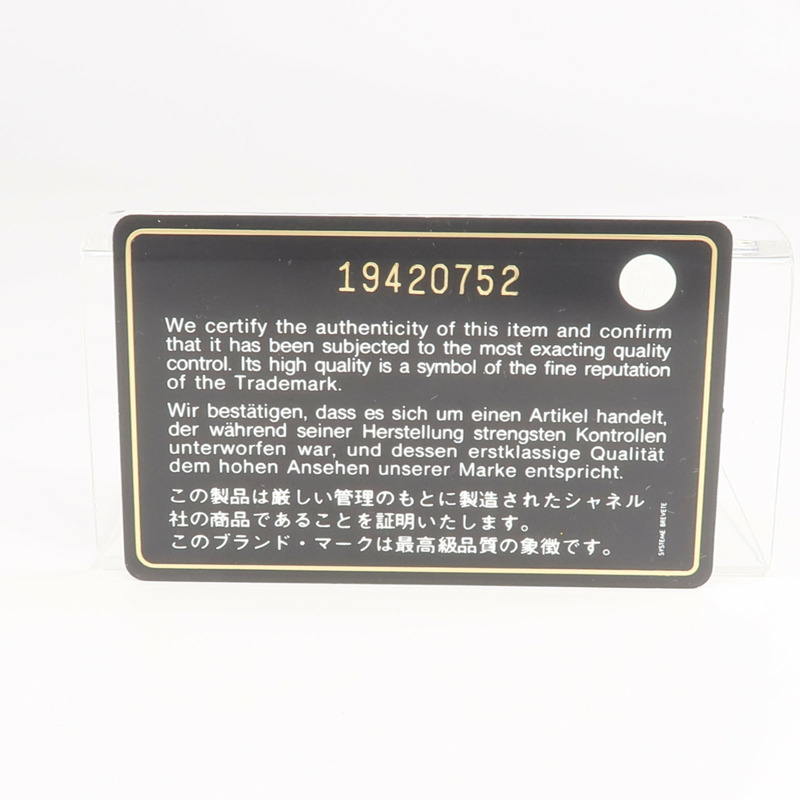 19420752
We certify the authenticity of this item and confirm
that it has been subjected to the most exacting quality
control. Its high quality is a symbol of the fine reputation
of the Trademark.
Wir bestätigen, dass es sich um einen Artikel handelt,
der während seiner Herstellung strengsten Kontrollen
unterworfen war, und dessen erstklassige Qualität
dem hohen Ansehen unserer Marke entspricht.
この製品は厳しい管理のもとに製造されたシャネル
社の商品であることを証明いたします。
このブランド・マークは最高級品質の象徴です。
SYSTEME BREVETE